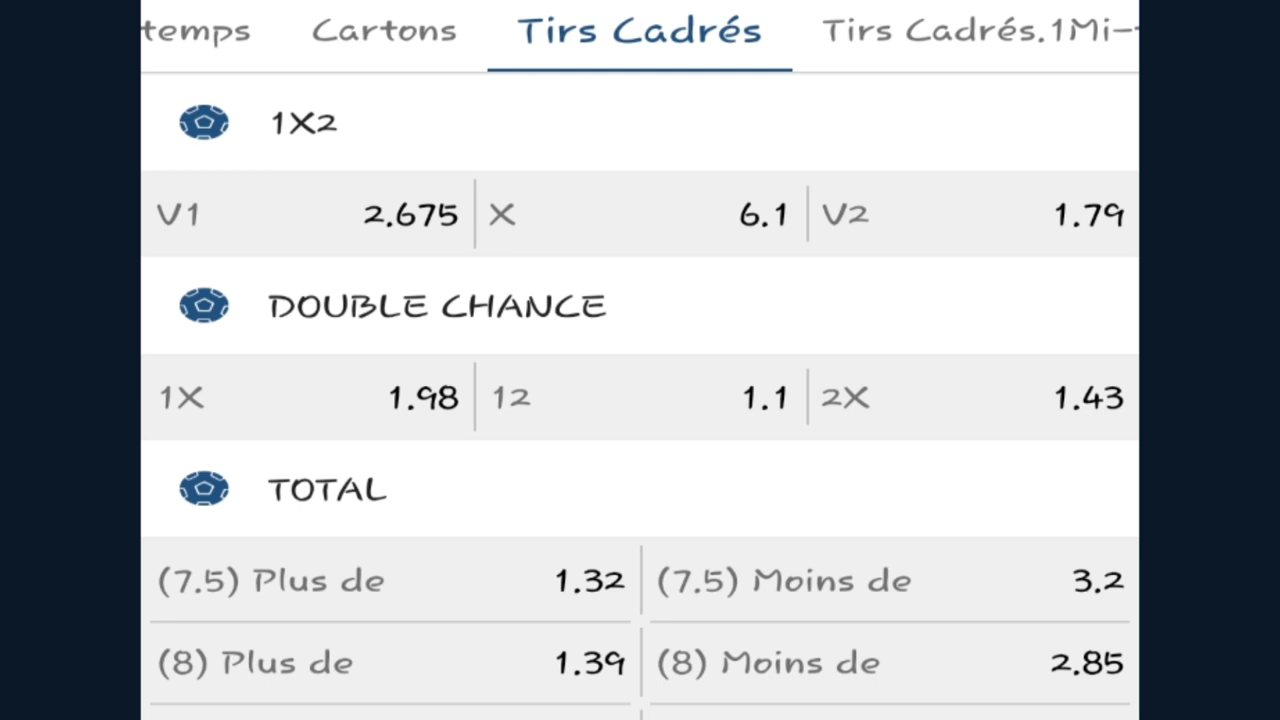 temps Cartons Tirs Cadrés Tirs Cadrés.1Mi-
1X2
V1 2.675 X 6.1 V2 1.79
DOUBLE CHANCE
1X 1.98 12 1.1 2X 1.43
TOTAL
(7.5) Plus de 1.32 (7.5) Moins de 3.2
(8) Plus de 1.39 (8) Moins de 2.85